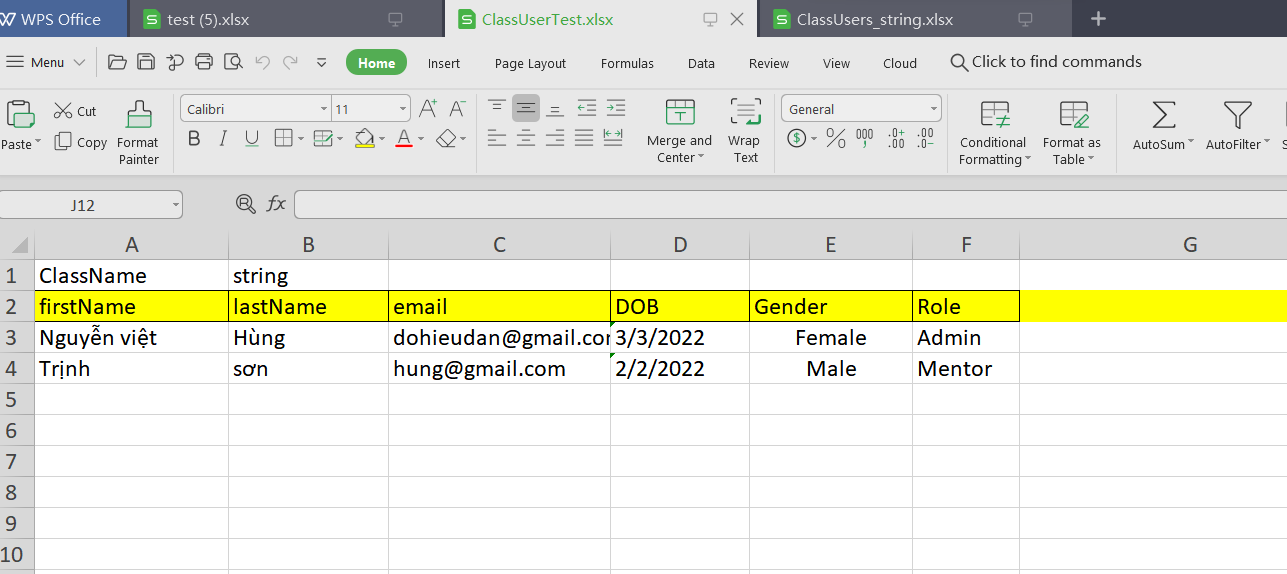 WPS Office test (5).xlsx ClassUserTest.xlsx ClassUsers_string.xlsx
Menu Home Insert Page Layout Formulas Data Review View Cloud Click to find commands
Paste Cut Copy Format Painter Calibri 11 Merge and Center Wrap Text General Conditional Formatting Format as Table AutoSum AutoFilter
J12 fx
A B C D E F G
1 ClassName string
2 firstName lastName email DOB Gender Role
3 Nguyễn việt Hùng dohieudan@gmail.com 3/3/2022 Female Admin
4 Trịnh sơn hung@gmail.com 2/2/2022 Male Mentor
5
6
7
8
9
10